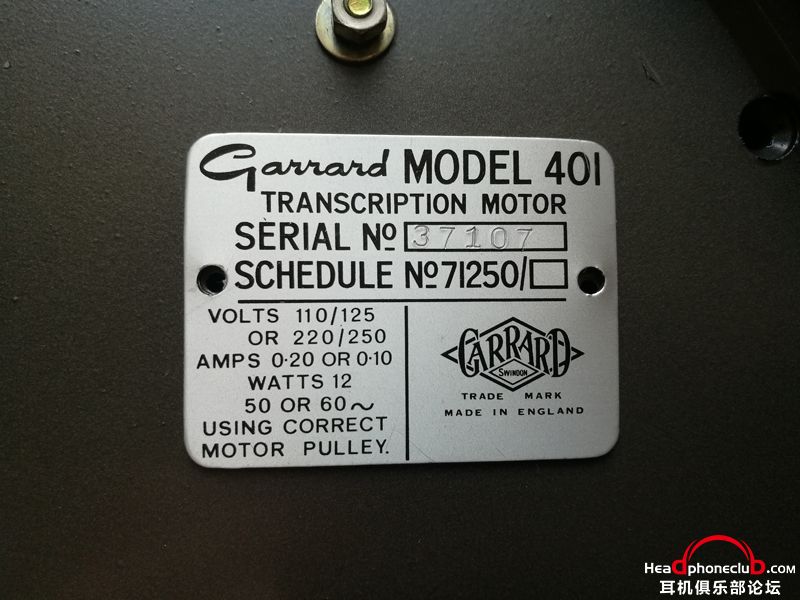 Garrard MODEL 401
TRANSCRIPTION MOTOR
SERIAL Nº 37107
SCHEDULE Nº 71250/
VOLTS 110/125
OR 220/250
AMPS 0·20 OR 0·10
WATTS 12
50 OR 60~
USING CORRECT
MOTOR PULLEY.
GARRARD
SWINDON
TRADE MARK
MADE IN ENGLAND
Headphoneclub.com
耳机俱乐部论坛